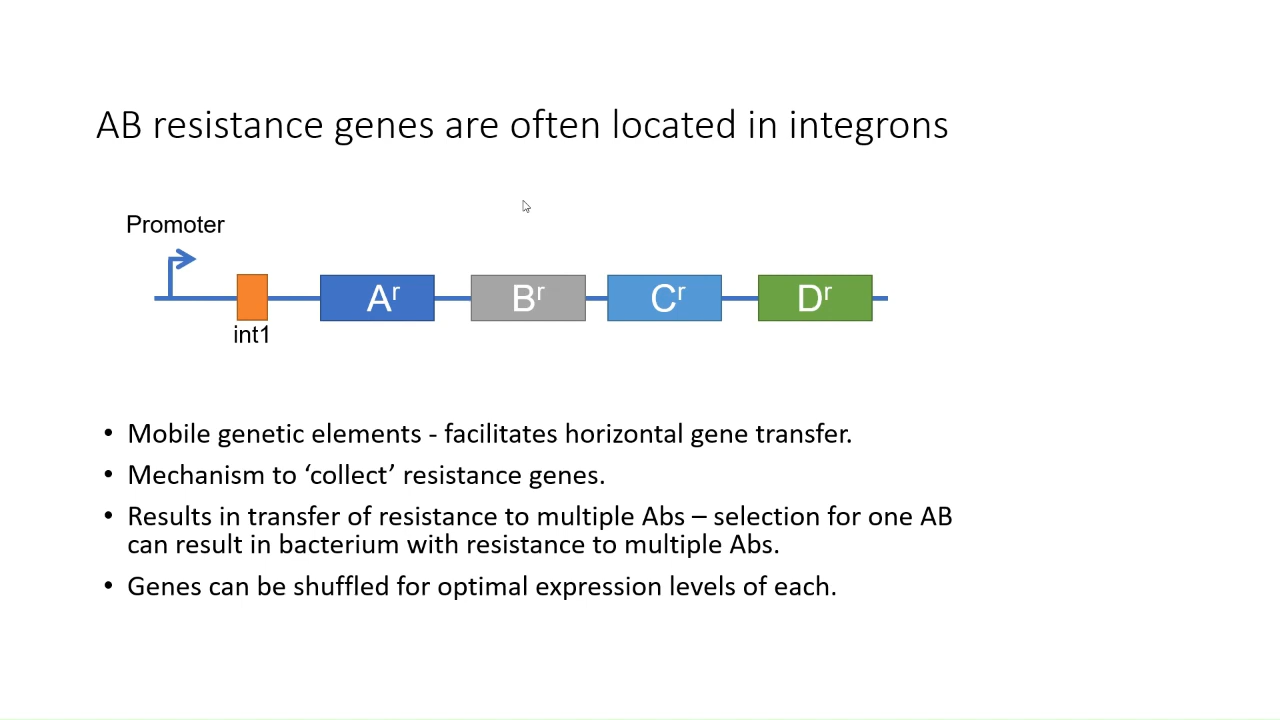 AB resistance genes are often located in integrons
Promoter
Aʳ Bʳ Cʳ Dʳ
int1
• Mobile genetic elements - facilitates horizontal gene transfer.
• Mechanism to ‘collect’ resistance genes.
• Results in transfer of resistance to multiple Abs – selection for one AB
can result in bacterium with resistance to multiple Abs.
• Genes can be shuffled for optimal expression levels of each.